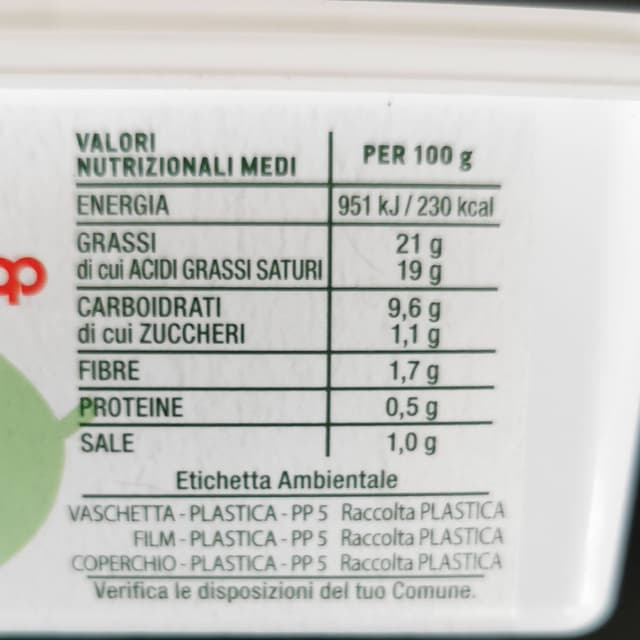 VALORI
NUTRIZIONALI MEDI
PER 100 g
ENERGIA 951 kJ / 230 kcal
GRASSI 21 g
di cui ACIDI GRASSI SATURI 19 g
CARBOIDRATI 9,6 g
di cui ZUCCHERI 1,1 g
FIBRE 1,7 g
PROTEINE 0,5 g
SALE 1,0 g
Etichetta Ambientale
VASCHETTA - PLASTICA - PP 5 Raccolta PLASTICA
FILM - PLASTICA - PP 5 Raccolta PLASTICA
COPERCHIO - PLASTICA - PP 5 Raccolta PLASTICA
Verifica le disposizioni del tuo Comune.